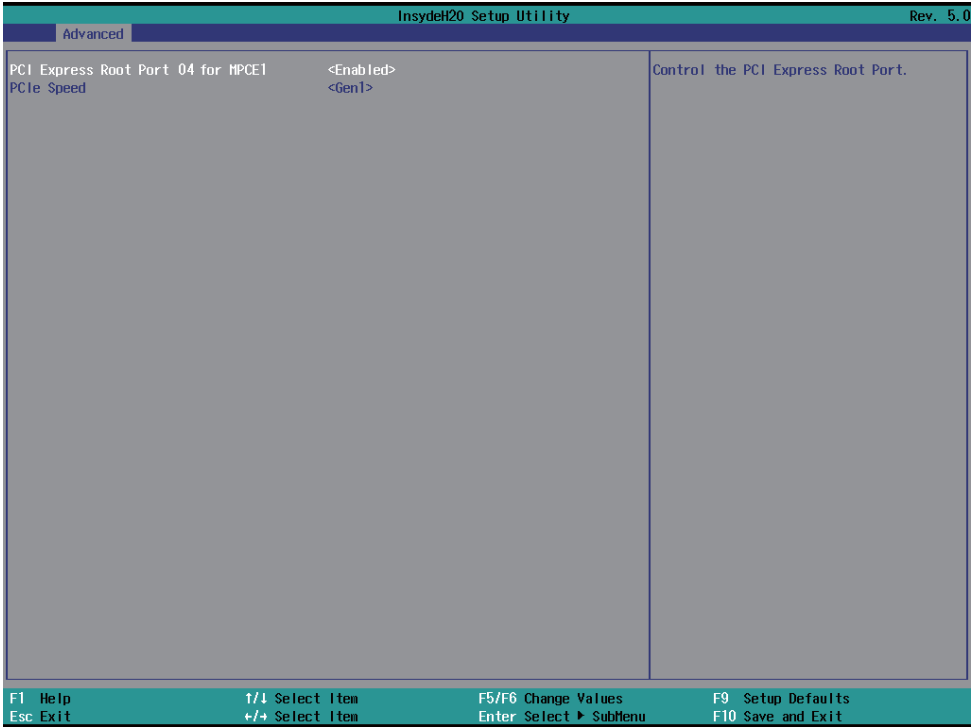 InsydeH20 Setup Utility Rev. 5.0
Advanced
PCI Express Root Port 04 for MPCE1 <Enabled> Control the PCI Express Root Port.
PCIe Speed <Gen1>
F1 Help ↑/↓ Select Item F5/F6 Change Values F9 Setup Defaults
Esc Exit ←/→ Select Item Enter Select ▶ SubMenu F10 Save and Exit